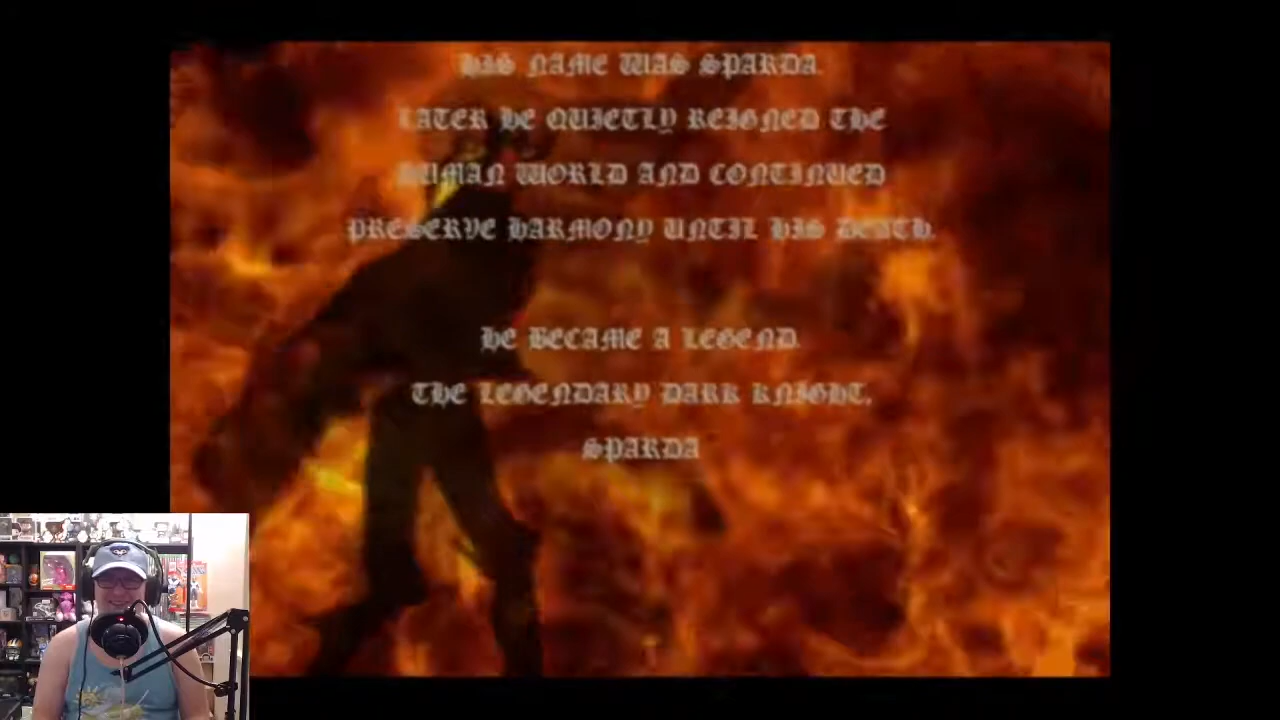 HIS NAME WAS SPARDA.
LATER HE QUIETLY REIGNED THE
HUMAN WORLD AND CONTINUED
PRESERVE HARMONY UNTIL HIS DEATH.
HE BECAME A LEGEND.
THE LEGENDARY DARK KNIGHT,
SPARDA